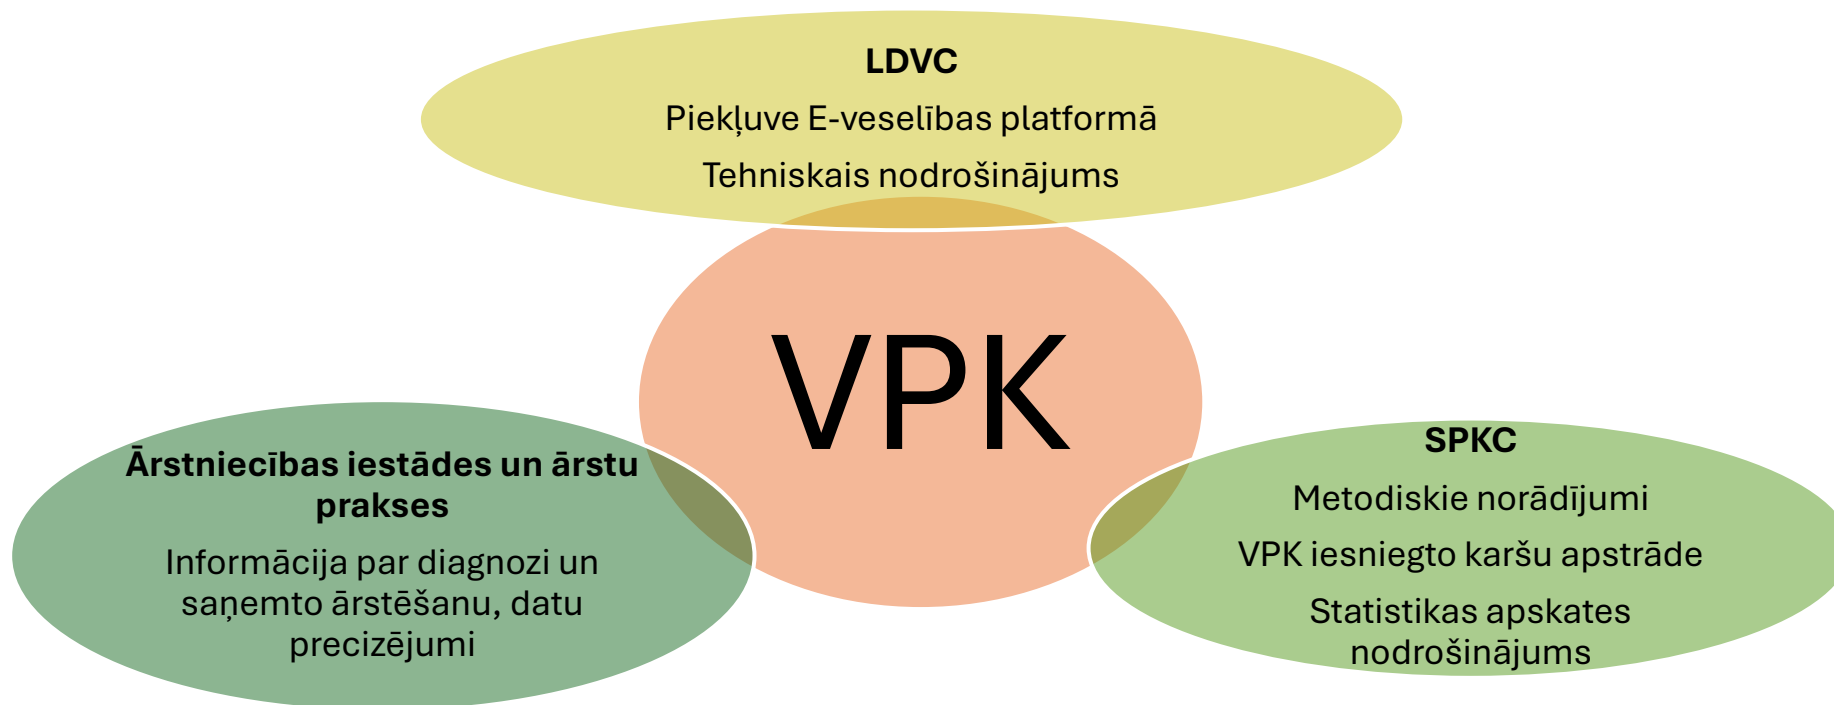 LDVC
Piekļuve E-veselības platformā
Tehniskais nodrošinājums
VPK
Ārstniecības iestādes un ārstu
prakses
Informācija par diagnozi un
saņemto ārstēšanu, datu
precizējumi
SPKC
Metodiskie norādījumi
VPK iesniegto karšu apstrāde
Statistikas apskates
nodrošinājums